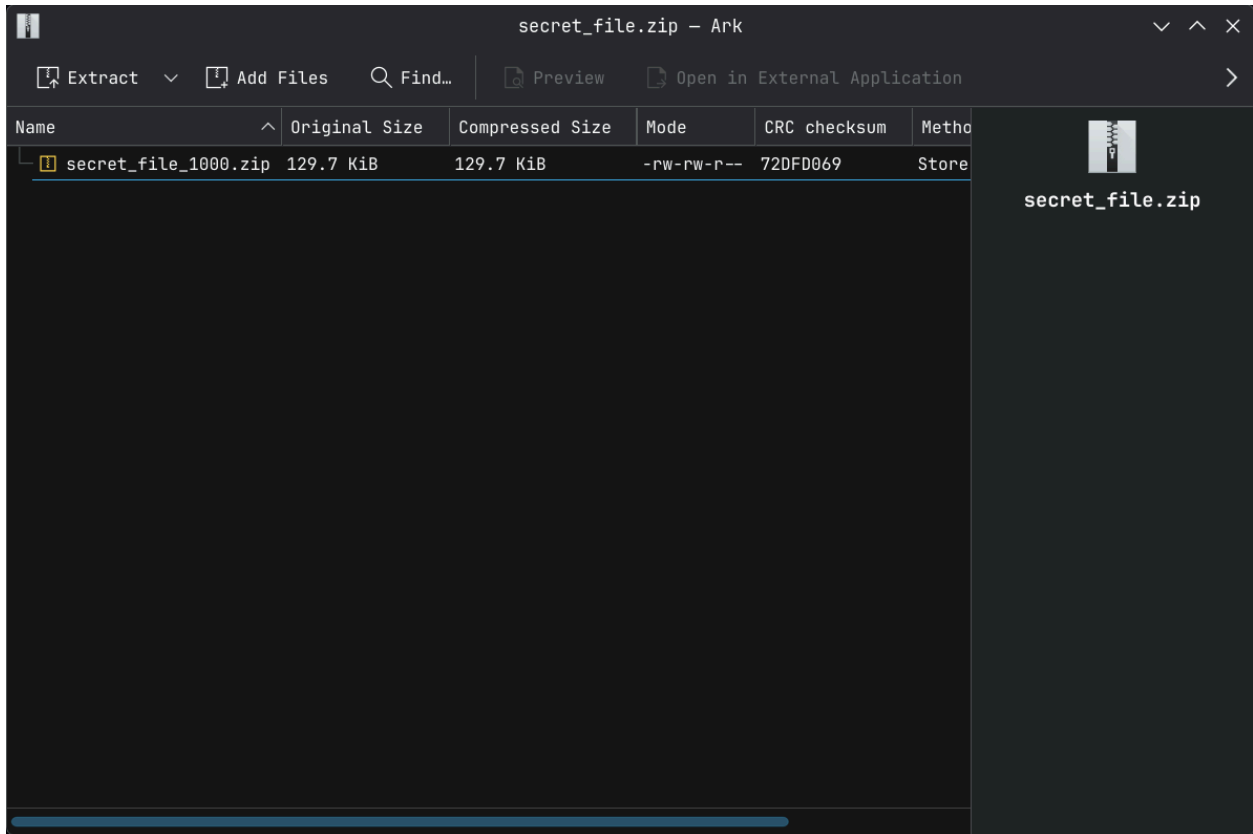 secret_file.zip — Ark
Extract Add Files Find… Preview Open in External Application
Name Original Size Compressed Size Mode CRC checksum Metho
secret_file_1000.zip 129.7 KiB 129.7 KiB -rw-rw-r-- 72DFD069 Store
secret_file.zip